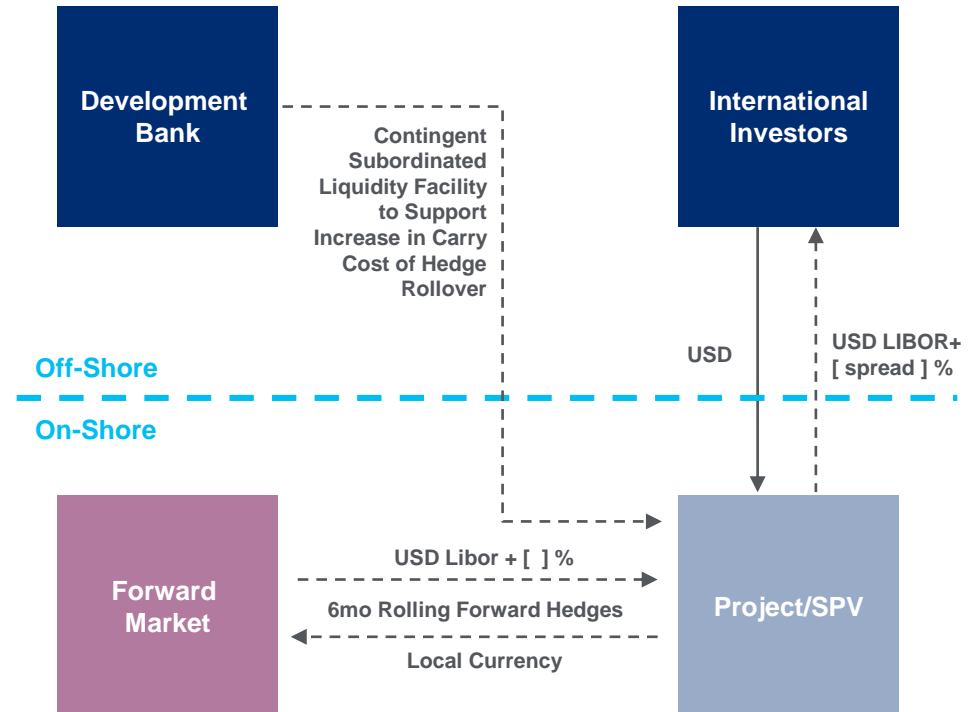 Development
Bank
International
Investors
Contingent
Subordinated
Liquidity Facility
to Support
Increase in Carry
Cost of Hedge
Rollover
USD
USD LIBOR+
[ spread ] %
Off-Shore
On-Shore
Forward
Market
USD Libor + [ ] %
6mo Rolling Forward Hedges
Local Currency
Project/SPV